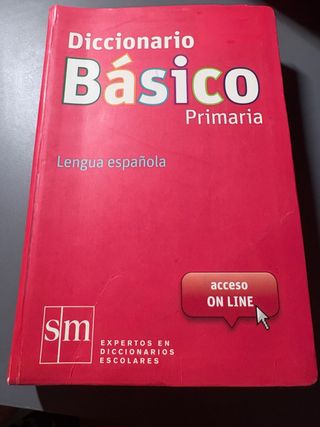 Diccionario
Básico
Primaria
Lengua española
acceso
ON LINE
sm
EXPERTOS EN
DICCIONARIOS
ESCOLARES